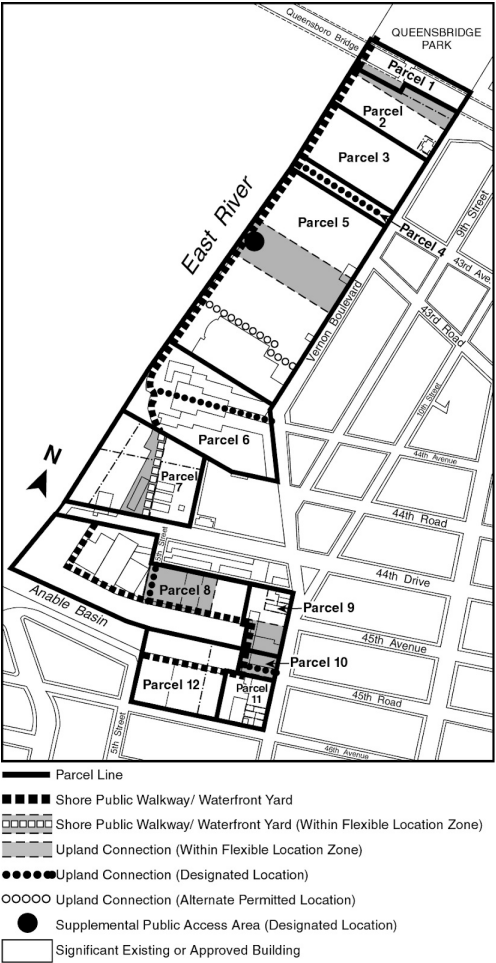 Queensboro Bridge
QUEENSBRIDGE
PARK
Parcel 1
Parcel
2
Parcel 3
9th Street
East River
Parcel 5
Parcel 4
43rd Ave.
Vernon Boulevard
43rd Road
10th Street
Parcel 6
44th Avenue
N
Parcel
7
44th Road
5th Street
44th Drive
Parcel 8
Anable Basin
Parcel 9
45th Avenue
Parcel 10
Parcel 12
Parcel
11
45th Road
5th Street
46th Avenue
Parcel Line
Shore Public Walkway/ Waterfront Yard
Shore Public Walkway/ Waterfront Yard (Within Flexible Location Zone)
Upland Connection (Within Flexible Location Zone)
Upland Connection (Designated Location)
Upland Connection (Alternate Permitted Location)
Supplemental Public Access Area (Designated Location)
Significant Existing or Approved Building